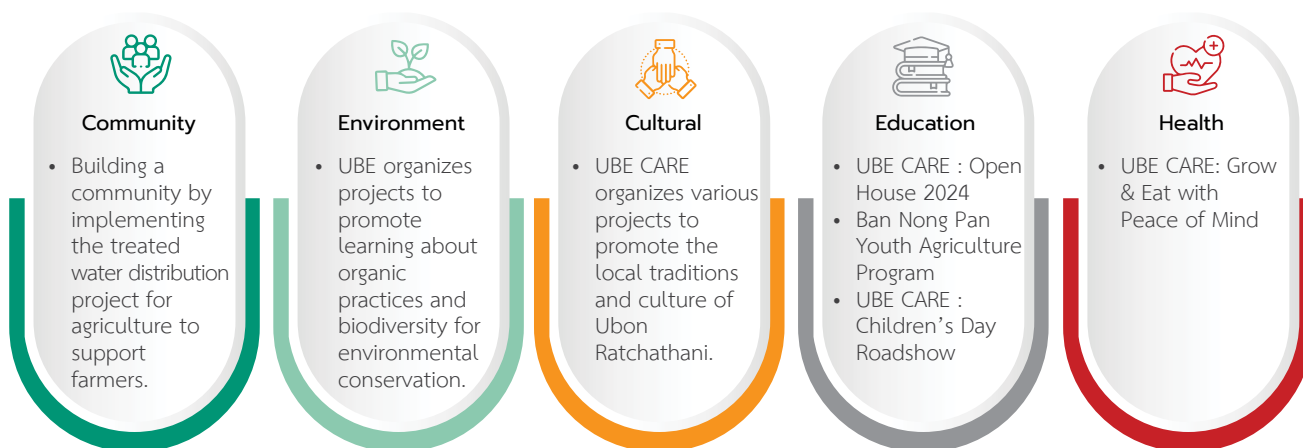 Community
• Building a
community by
implementing
the treated
water distribution
project for
agriculture to
support
farmers.
Environment
• UBE organizes
projects to
promote
learning about
organic
practices and
biodiversity for
environmental
conservation.
Cultural
• UBE CARE
organizes various
projects to
promote the
local traditions
and culture of
Ubon
Ratchathani.
Education
• UBE CARE : Open
House 2024
• Ban Nong Pan
Youth Agriculture
Program
• UBE CARE :
Children’s Day
Roadshow
Health
• UBE CARE: Grow
& Eat with
Peace of Mind